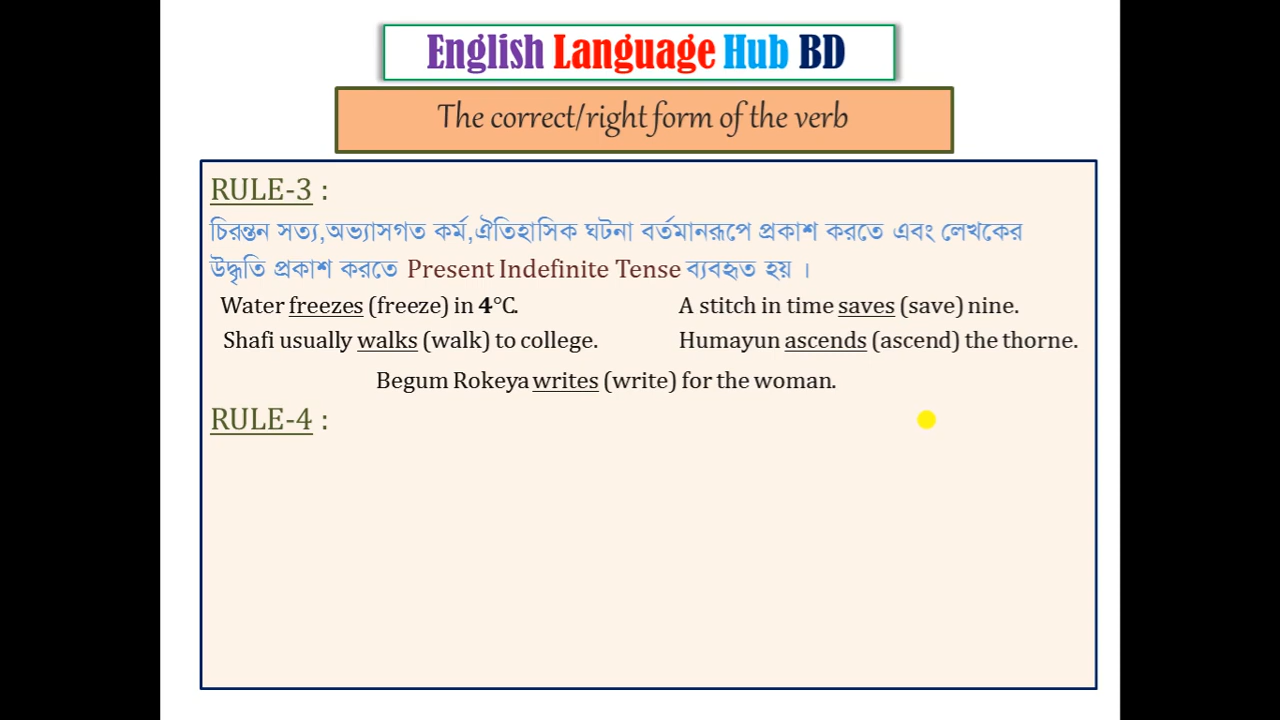 English Language Hub BD
The correct/right form of the verb
RULE-3 :
চিরন্তন সত্য,অভ্যাসগত কর্ম,ঐতিহাসিক ঘটনা বর্তমানরূপে প্রকাশ করতে এবং লেখকের
উদ্ধৃতি প্রকাশ করতে Present Indefinite Tense ব্যবহৃত হয় ।
Water freezes (freeze) in 4°C. A stitch in time saves (save) nine.
Shafi usually walks (walk) to college. Humayun ascends (ascend) the thorne.
Begum Rokeya writes (write) for the woman.
RULE-4 :